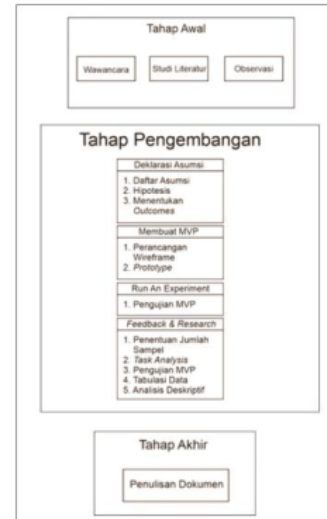 Tahap Awal
Wawancara
Studi Literatur
Observasi
Tahap Pengembangan
Deklarasi Asumsi
1. Daftar Asumsi
2. Hipotesis
3. Menentukan
Outcomes
Membuat MVP
1. Perancangan
Wireframe
2. Prototype
Run An Experiment
1. Pengujian MVP
Feedback & Research
1. Penentuan Jumlah
Sampel
2. Task Analysis
3. Pengujian MVP
4. Tabulasi Data
5. Analisis Deskriptif
Tahap Akhir
Penulisan Dokumen